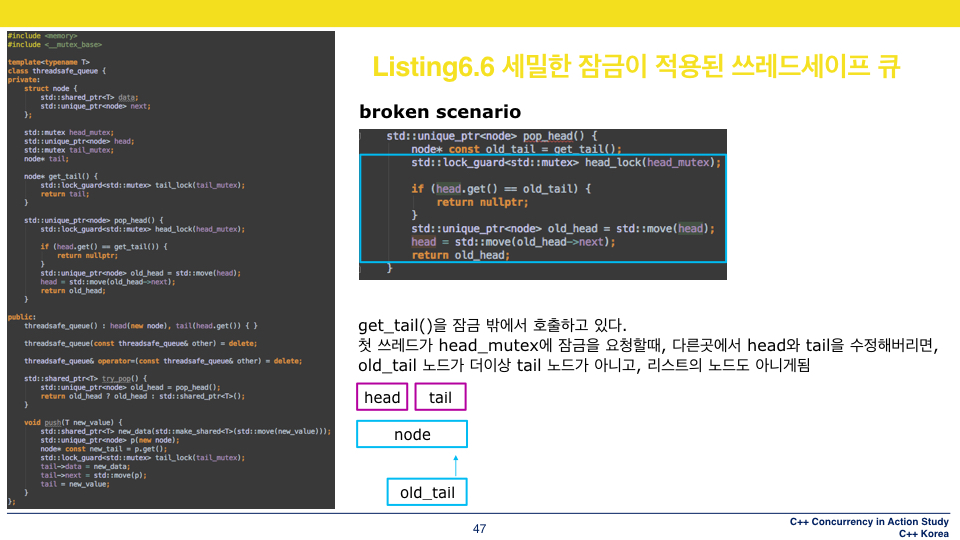 #include <memory>
#include <__mutex_base>
template<typename T>
class threadsafe_queue {
private:
struct node {
std::shared_ptr<T> data;
std::unique_ptr<node> next;
};
std::mutex head_mutex;
std::unique_ptr<node> head;
std::mutex tail_mutex;
node* tail;
node* get_tail() {
std::lock_guard<std::mutex> tail_lock(tail_mutex);
return tail;
}
std::unique_ptr<node> pop_head() {
std::lock_guard<std::mutex> head_lock(head_mutex);
if (head.get() == get_tail()) {
return nullptr;
}
std::unique_ptr<node> old_head = std::move(head);
head = std::move(old_head->next);
return old_head;
}
public:
threadsafe_queue() : head(new node), tail(head.get()) { }
threadsafe_queue(const threadsafe_queue& other) = delete;
threadsafe_queue& operator=(const threadsafe_queue& other) = delete;
std::shared_ptr<T> try_pop() {
std::unique_ptr<node> old_head = pop_head();
return old_head ? old_head : std::shared_ptr<T>();
}
void push(T new_value) {
std::shared_ptr<T> new_data(std::make_shared<T>(std::move(new_value)));
std::unique_ptr<node> p(new node);
node* const new_tail = p.get();
std::lock_guard<std::mutex> tail_lock(tail_mutex);
tail->data = new_data;
tail->next = std::move(p);
tail = new_value;
}
};
Listing6.6 세밀한 잠금이 적용된 쓰레드세이프 큐
broken scenario
std::unique_ptr<node> pop_head() {
node* const old_tail = get_tail();
std::lock_guard<std::mutex> head_lock(head_mutex);
if (head.get() == old_tail) {
return nullptr;
}
std::unique_ptr<node> old_head = std::move(head);
head = std::move(old_head->next);
return old_head;
}
get_tail()을 잠금 밖에서 호출하고 있다.
첫 쓰레드가 head_mutex에 잠금을 요청할때, 다른곳에서 head와 tail을 수정해버리면,
old_tail 노드가 더이상 tail 노드가 아니고, 리스트의 노드도 아니게됨
head tail
node
old_tail
47
C++ Concurrency in Action Study
C++ Korea